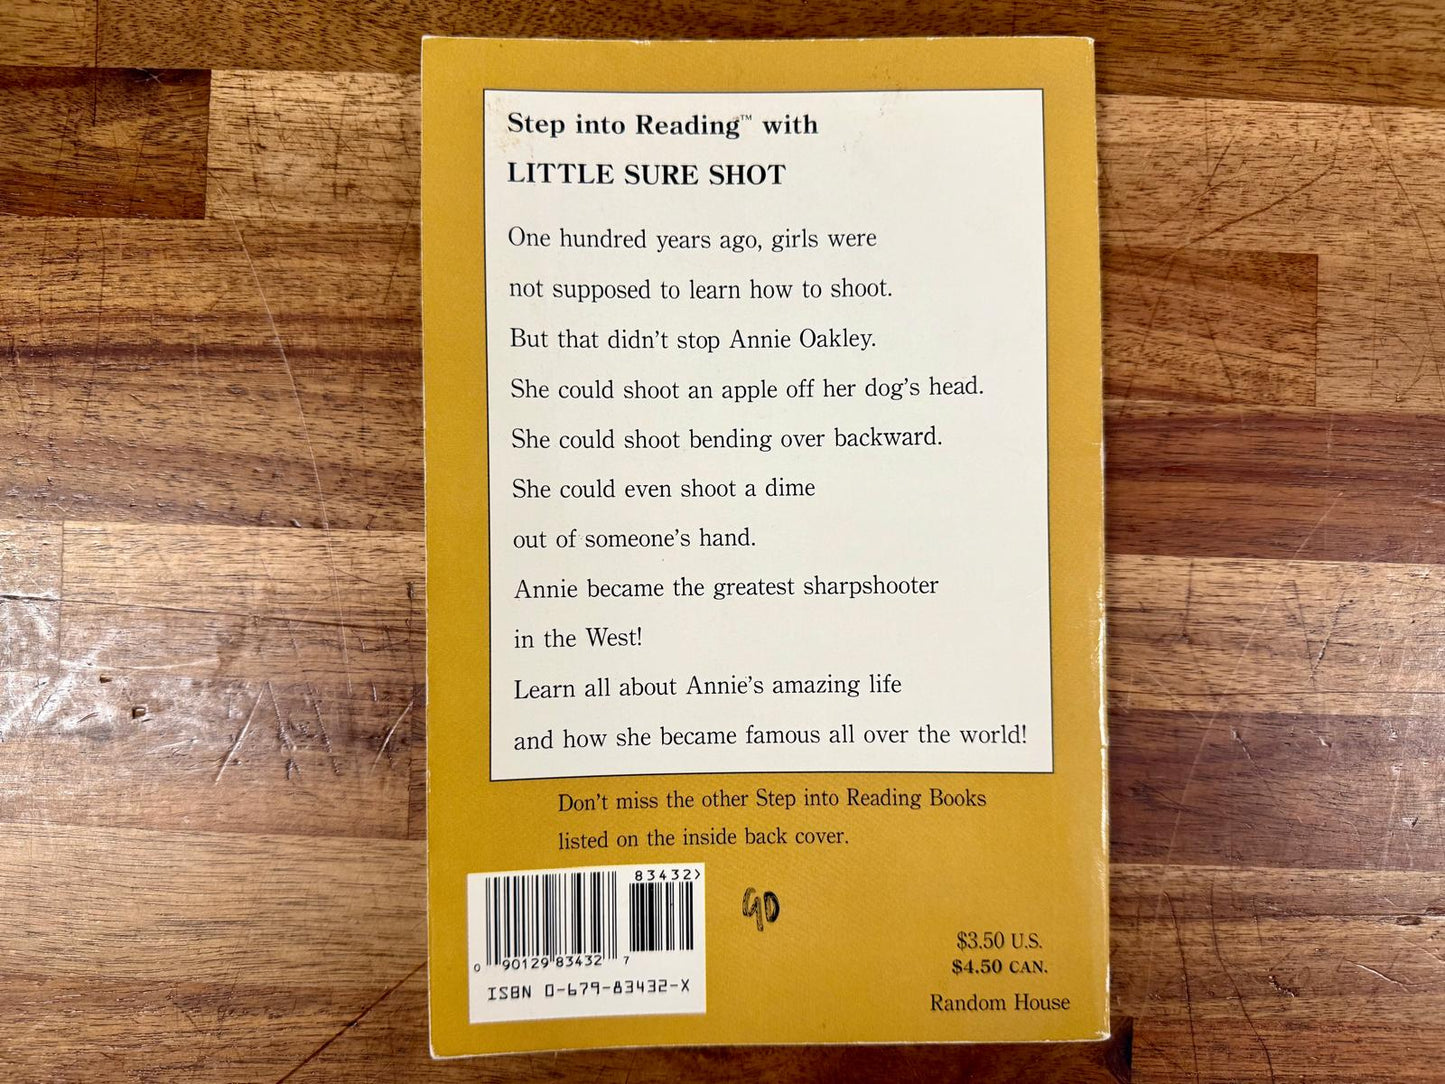 Step into Reading™ with
LITTLE SURE SHOT
One hundred years ago, girls were
not supposed to learn how to shoot.
But that didn't stop Annie Oakley.
She could shoot an apple off her dog's head.
She could shoot bending over backward.
She could even shoot a dime
out of someone's hand.
Annie became the greatest sharpshooter
in the West!
Learn all about Annie's amazing life
and how she became famous all over the world!
Don't miss the other Step into Reading Books
listed on the inside back cover.
83432>
0 90129 83432 7
ISBN 0-679-83432-X
$3.50 U.S.
$4.50 CAN.
Random House